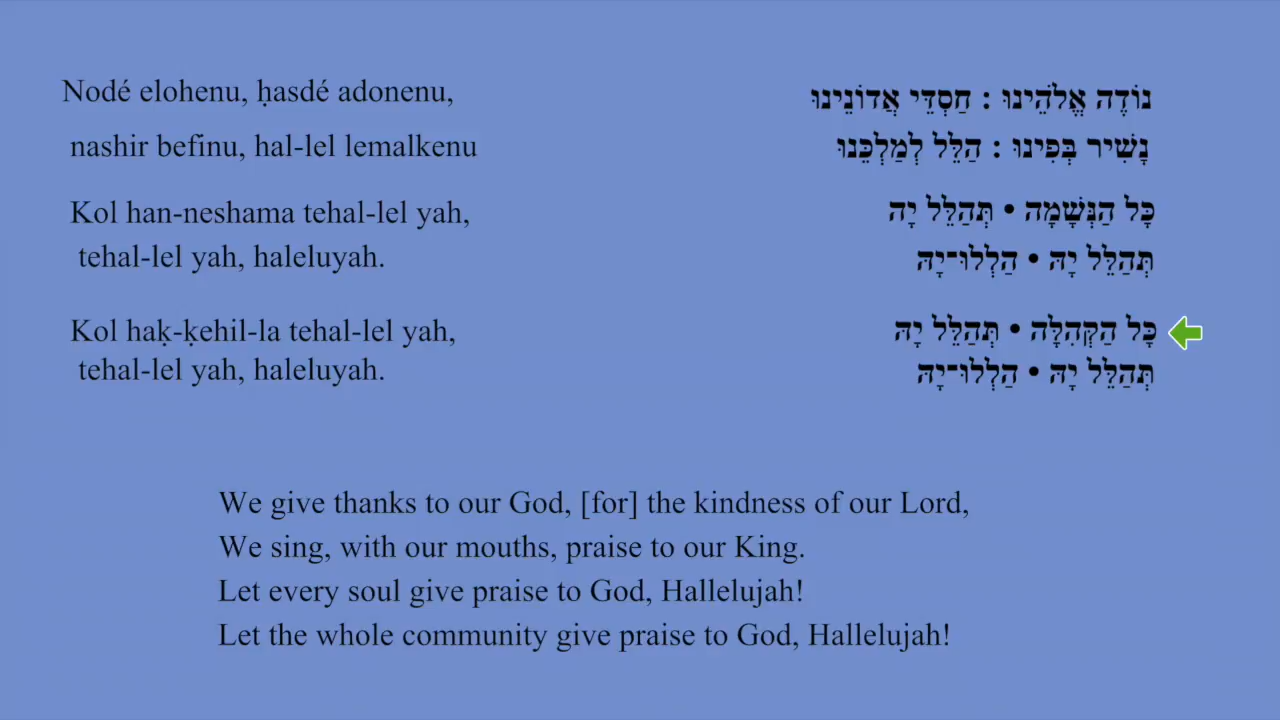 Nodé elohenu, ḥasdé adonenu,
nashir befinu, hal-lel lemalkenu
Kol han-neshama tehal-lel yah,
tehal-lel yah, haleluyah.
Kol haḳ-ḳehil-la tehal-lel yah,
tehal-lel yah, haleluyah.
נוֹדֶה אֱלֹהֵינוּ : חַסְדֵּי אֲדוֹנֵינוּ
נָשִׁיר בְּפִינוּ : הַלֵּל לְמַלְכֵּנוּ
כָּל הַנְּשָׁמָה • תְּהַלֵּל יָה
תְּהַלֵּל יָהּ • הַלְלוּ־יָהּ
כָּל הַקְּהִלָּה • תְּהַלֵּל יָהּ
תְּהַלֵּל יָהּ • הַלְלוּ־יָהּ
We give thanks to our God, [for] the kindness of our Lord,
We sing, with our mouths, praise to our King.
Let every soul give praise to God, Hallelujah!
Let the whole community give praise to God, Hallelujah!